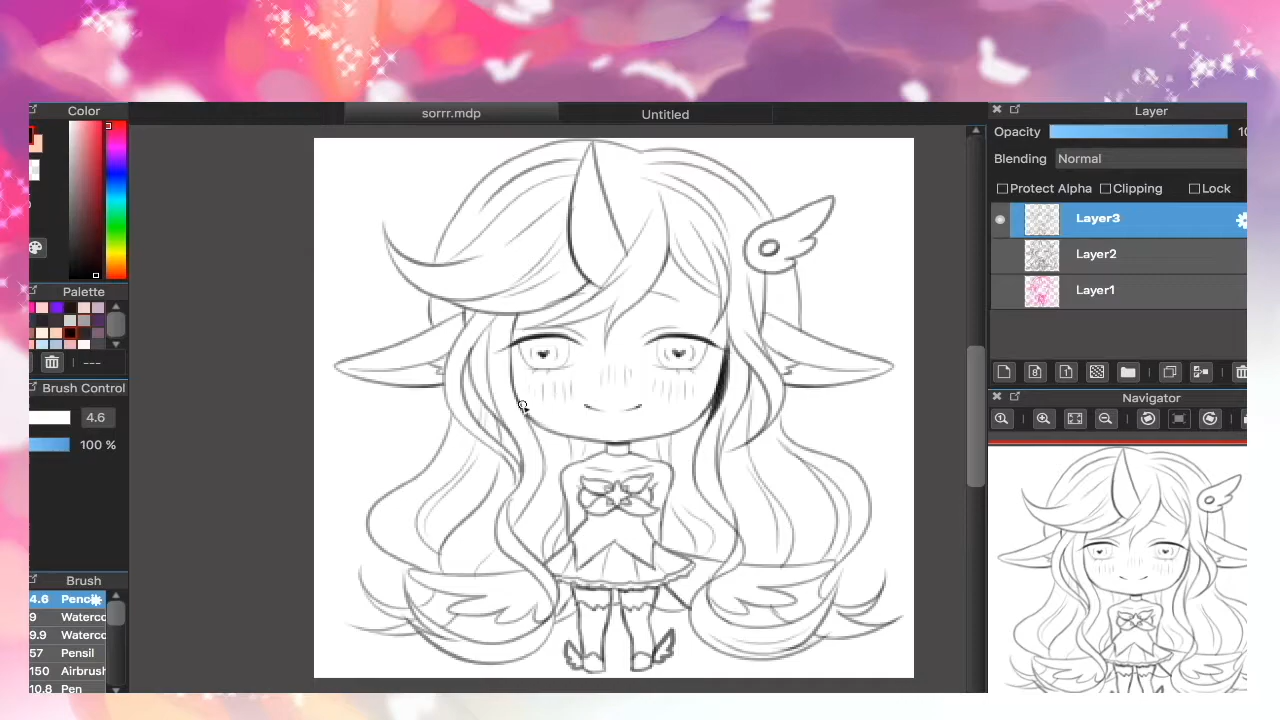 Color
sorrr.mdp
Untitled
Layer
Opacity
10
Blending
Normal
Protect Alpha
Clipping
Lock
Layer3
Layer2
Layer1
Palette
---
Brush Control
4.6
100 %
Navigator
Brush
4.6 Pencil
9 Waterco
9.9 Waterco
57 Pensil
150 Airbrush
10.8 Pen